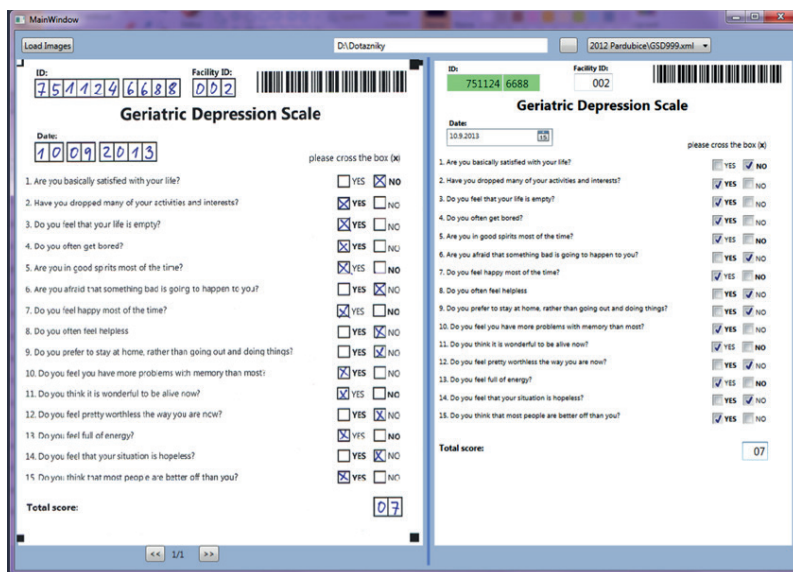 MainWindow
Load Images D:\Dotazniky 2012 Pardubice\GSD999.xml
ID: Facility ID:
7511246688 002
Geriatric Depression Scale
Date:
10092013
please cross the box (x)
1. Are you basically satisfied with your life? YES NO
2. Have you dropped many of your activities and interests? YES NO
3. Do you feel that your life is empty? YES NO
4. Do you often get bored? YES NO
5. Are you in good sprits most of the time? YES NO
6. Are you afraid that something bad is going to happen to you? YES NO
7. Do you feel happy most of the time? YES NO
8. Do you often feel helpless YES NO
9. Do you prefer to stay at home, rather than going out and doing things? YES NO
10. Do you feel you have more problems with memory than most? YES NO
11. Do you think it is wonderful to be alive now? YES NO
12. Do you feel pretty worthless the way you are now? YES NO
13. Do you feel full of energy? YES NO
14. Do you feel that your situation is hopeless? YES NO
15. Do you think that most people are better off than you? YES NO
Total score: 07
<< 1/1 >>
ID: Facility ID:
751124 6688 002
Geriatric Depression Scale
Date:
10.9.2013 15
please cross the box (x)
1. Are you basically satisfied with your life? YES NO
2. Have you dropped many of your activities and interests? YES NO
3. Do you feel that your life is empty? YES NO
4. Do you often get bored? YES NO
5. Are you in good spirits most of the time? YES NO
6. Are you afraid that something bad is going to happen to you? YES NO
7. Do you feel happy most of the time? YES NO
8. Do you often feel helpless YES NO
9. Do you prefer to stay at home, rather than going out and doing things? YES NO
10. Do you feel you have more problems with memory than most? YES NO
11. Do you think it is wonderful to be alive now? YES NO
12. Do you feel pretty worthless the way you are now? YES NO
13. Do you feel full of energy? YES NO
14. Do you feel that your situation is hopeless? YES NO
15. Do you think that most people are better off than you? YES NO
Total score: 07